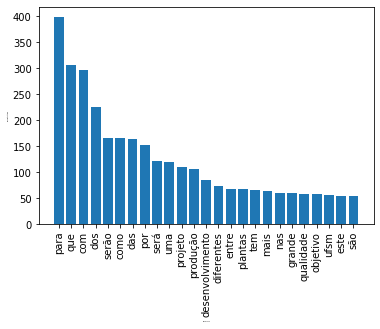 400
350
300
250
200
150
100
50
0
para
que
com
dos
serão
como
das
por
será
uma
projeto
produção
desenvolvimento
diferentes
entre
plantas
tem
mais
nas
grande
qualidade
objetivo
ufsm
este
são